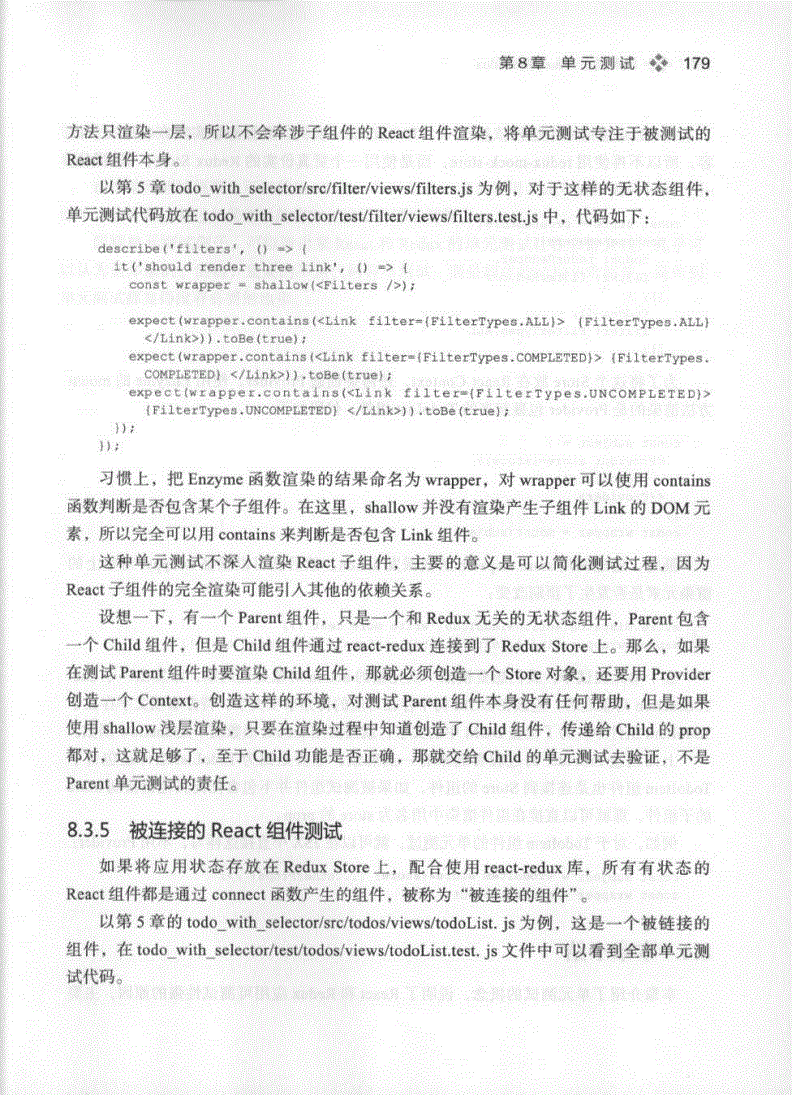 第8章 单元测试 179
方法只渲染一层，所以不会牵涉子组件的 React 组件渲染，将单元测试专注于被测试的
React 组件本身。
以第 5 章 todo_with_selector/src/filter/views/filters.js 为例，对于这样的无状态组件，
单元测试代码放在 todo_with_selector/test/filter/views/filters.test.js 中，代码如下：
describe('filters', () => {
it('should render three link', () => {
const wrapper = shallow(<Filters />);
expect(wrapper.contains(<Link filter={FilterTypes.ALL}> {FilterTypes.ALL}
</Link>)).toBe(true);
expect(wrapper.contains(<Link filter={FilterTypes.COMPLETED}> {FilterTypes.
COMPLETED} </Link>)).toBe(true);
expect(wrapper.contains(<Link filter={FilterTypes.UNCOMPLETED}>
{FilterTypes.UNCOMPLETED} </Link>)).toBe(true);
});
});
习惯上，把 Enzyme 函数渲染的结果命名为 wrapper，对 wrapper 可以使用 contains
函数判断是否包含某个子组件。在这里，shallow 并没有渲染产生子组件 Link 的 DOM 元
素，所以完全可以用 contains 来判断是否包含 Link 组件。
这种单元测试不深入渲染 React 子组件，主要的意义是可以简化测试过程，因为
React 子组件的完全渲染可能引入其他的依赖关系。
设想一下，有一个 Parent 组件，只是一个和 Redux 无关的无状态组件，Parent 包含
一个 Child 组件，但是 Child 组件通过 react-redux 连接到了 Redux Store 上。那么，如果
在测试 Parent 组件时要渲染 Child 组件，那就必须创造一个 Store 对象，还要用 Provider
创造一个 Context。创造这样的环境，对测试 Parent 组件本身没有任何帮助，但是如果
使用 shallow 浅层渲染，只要在渲染过程中知道创造了 Child 组件，传递给 Child 的 prop
都对，这就足够了，至于 Child 功能是否正确，那就交给 Child 的单元测试去验证，不是
Parent 单元测试的责任。
8.3.5 被连接的 React 组件测试
如果将应用状态存放在 Redux Store 上，配合使用 react-redux 库，所有有状态的
React 组件都是通过 connect 函数产生的组件，被称为“被连接的组件”。
以第 5 章的 todo_with_selector/src/todos/views/todoList. js 为例，这是一个被链接的
组件，在 todo_with_selector/test/todos/views/todoList.test. js 文件中可以看到全部单元测
试代码。